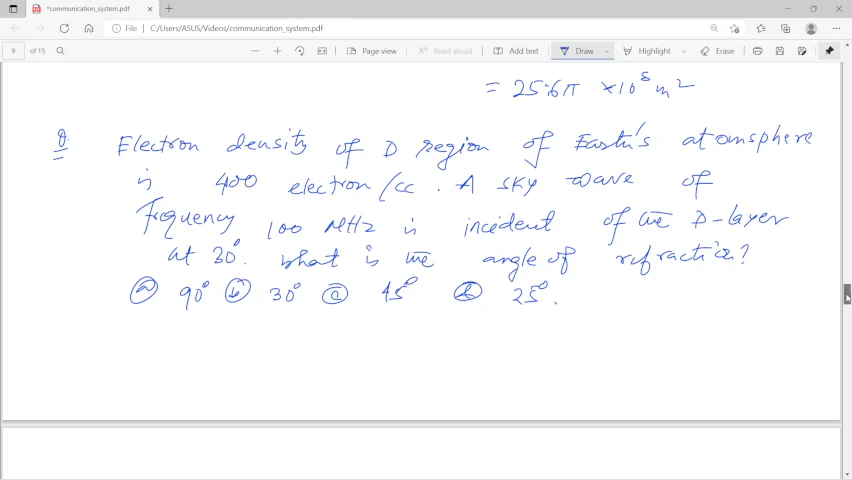 *communication_system.pdf
File | C:/Users/ASUS/Videos/communication_system.pdf
9 of 15 Page view Read aloud Add text Draw Highlight Erase
= 25.6π × 10⁸ m²
Q. Electron density of D region of Earth's atomsphere
is 400 electron/cc. A sky wave of
frequency 100 MHz is incident of the D-layer
at 30°. what is the angle of refraction?
(a) 90° (b) 30° (c) 45° (d) 25°.